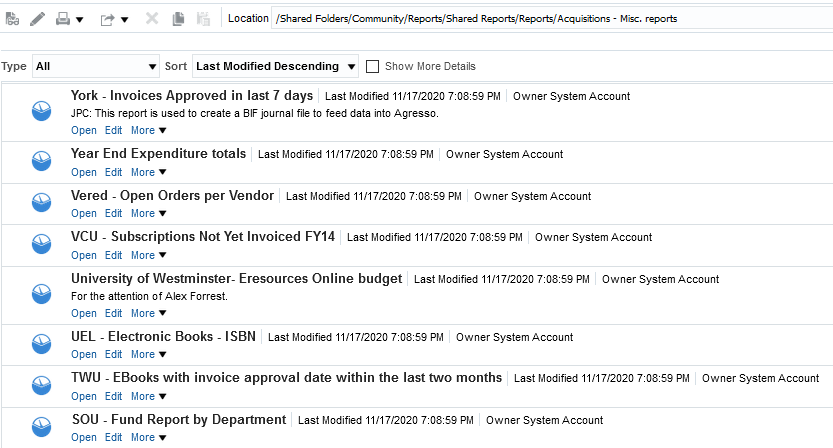 Location /Shared Folders/Community/Reports/Shared Reports/Reports/Acquisitions - Misc. reports
Type All Sort Last Modified Descending Show More Details
York - Invoices Approved in last 7 days Last Modified 11/17/2020 7:08:59 PM Owner System Account
JPC: This report is used to create a BIF journal file to feed data into Agresso.
Open Edit More
Year End Expenditure totals Last Modified 11/17/2020 7:08:59 PM Owner System Account
Open Edit More
Vered - Open Orders per Vendor Last Modified 11/17/2020 7:08:59 PM Owner System Account
Open Edit More
VCU - Subscriptions Not Yet Invoiced FY14 Last Modified 11/17/2020 7:08:59 PM Owner System Account
Open Edit More
University of Westminster- Eresources Online budget Last Modified 11/17/2020 7:08:59 PM Owner System Account
For the attention of Alex Forrest.
Open Edit More
UEL - Electronic Books - ISBN Last Modified 11/17/2020 7:08:59 PM Owner System Account
Open Edit More
TWU - EBooks with invoice approval date within the last two months Last Modified 11/17/2020 7:08:59 PM Owner System Account
Open Edit More
SOU - Fund Report by Department Last Modified 11/17/2020 7:08:59 PM Owner System Account
Open Edit More